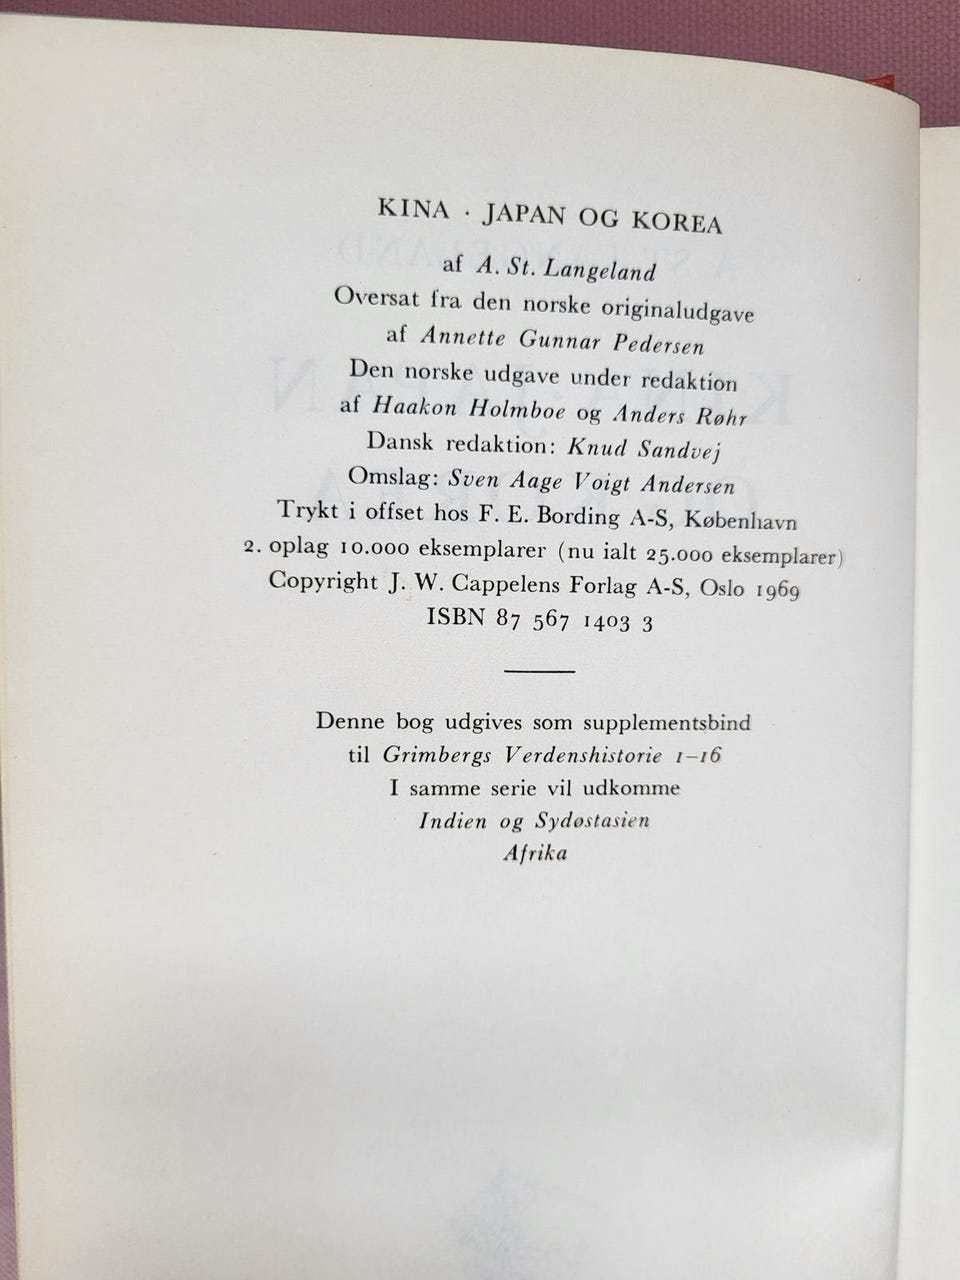 KINA · JAPAN OG KOREA
af A. St. Langeland
Oversat fra den norske originaludgave
af Annette Gunnar Pedersen
Den norske udgave under redaktion
af Haakon Holmboe og Anders Røhr
Dansk redaktion: Knud Sandvej
Omslag: Sven Aage Voigt Andersen
Trykt i offset hos F. E. Bording A-S, København
2. oplag 10.000 eksemplarer (nu ialt 25.000 eksemplarer)
Copyright J. W. Cappelens Forlag A-S, Oslo 1969
ISBN 87 567 1403 3
Denne bog udgives som supplementsbind
til Grimbergs Verdenshistorie 1–16
I samme serie vil udkomme
Indien og Sydøstasien
Afrika